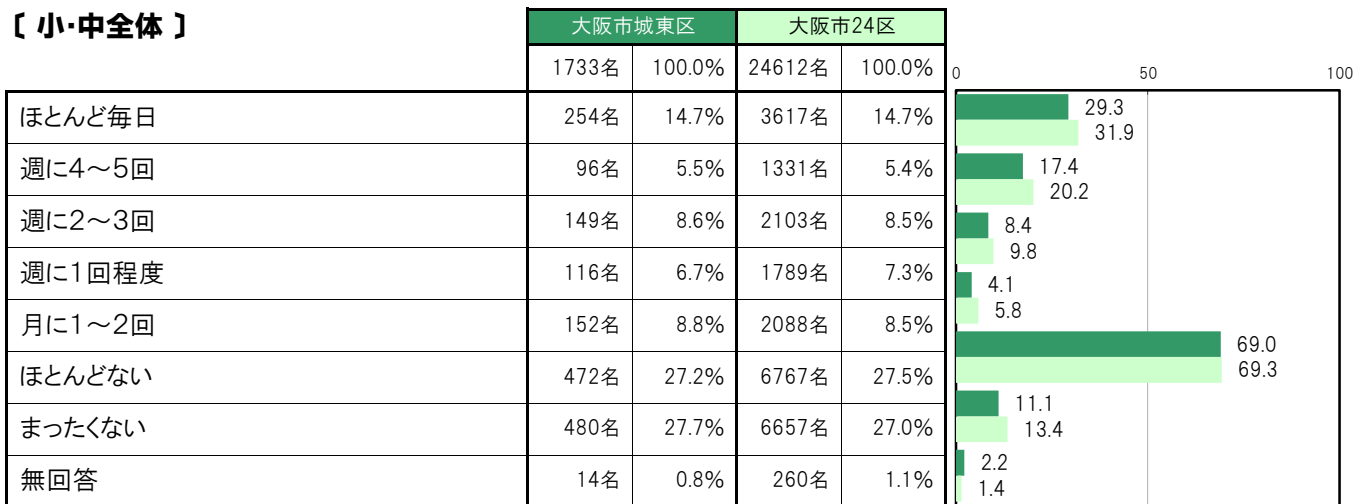 〔 小・中全体 〕
大阪市城東区 大阪市24区
1733名 100.0% 24612名 100.0% 0 50 100
ほとんど毎日 254名 14.7% 3617名 14.7% 29.3
31.9
週に4～5回 96名 5.5% 1331名 5.4% 17.4
20.2
週に2～3回 149名 8.6% 2103名 8.5% 8.4
9.8
週に1回程度 116名 6.7% 1789名 7.3% 4.1
5.8
月に1～2回 152名 8.8% 2088名 8.5% 69.0
69.3
ほとんどない 472名 27.2% 6767名 27.5%
まったくない 480名 27.7% 6657名 27.0% 11.1
13.4
無回答 14名 0.8% 260名 1.1% 2.2
1.4